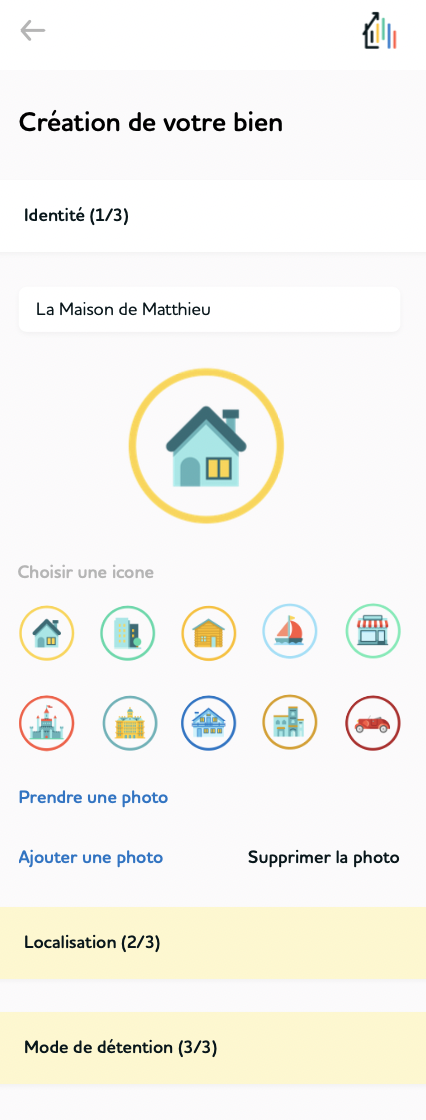 Création de votre bien
Identité (1/3)
La Maison de Matthieu
Choisir une icone
Prendre une photo
Ajouter une photo
Supprimer la photo
Localisation (2/3)
Mode de détention (3/3)